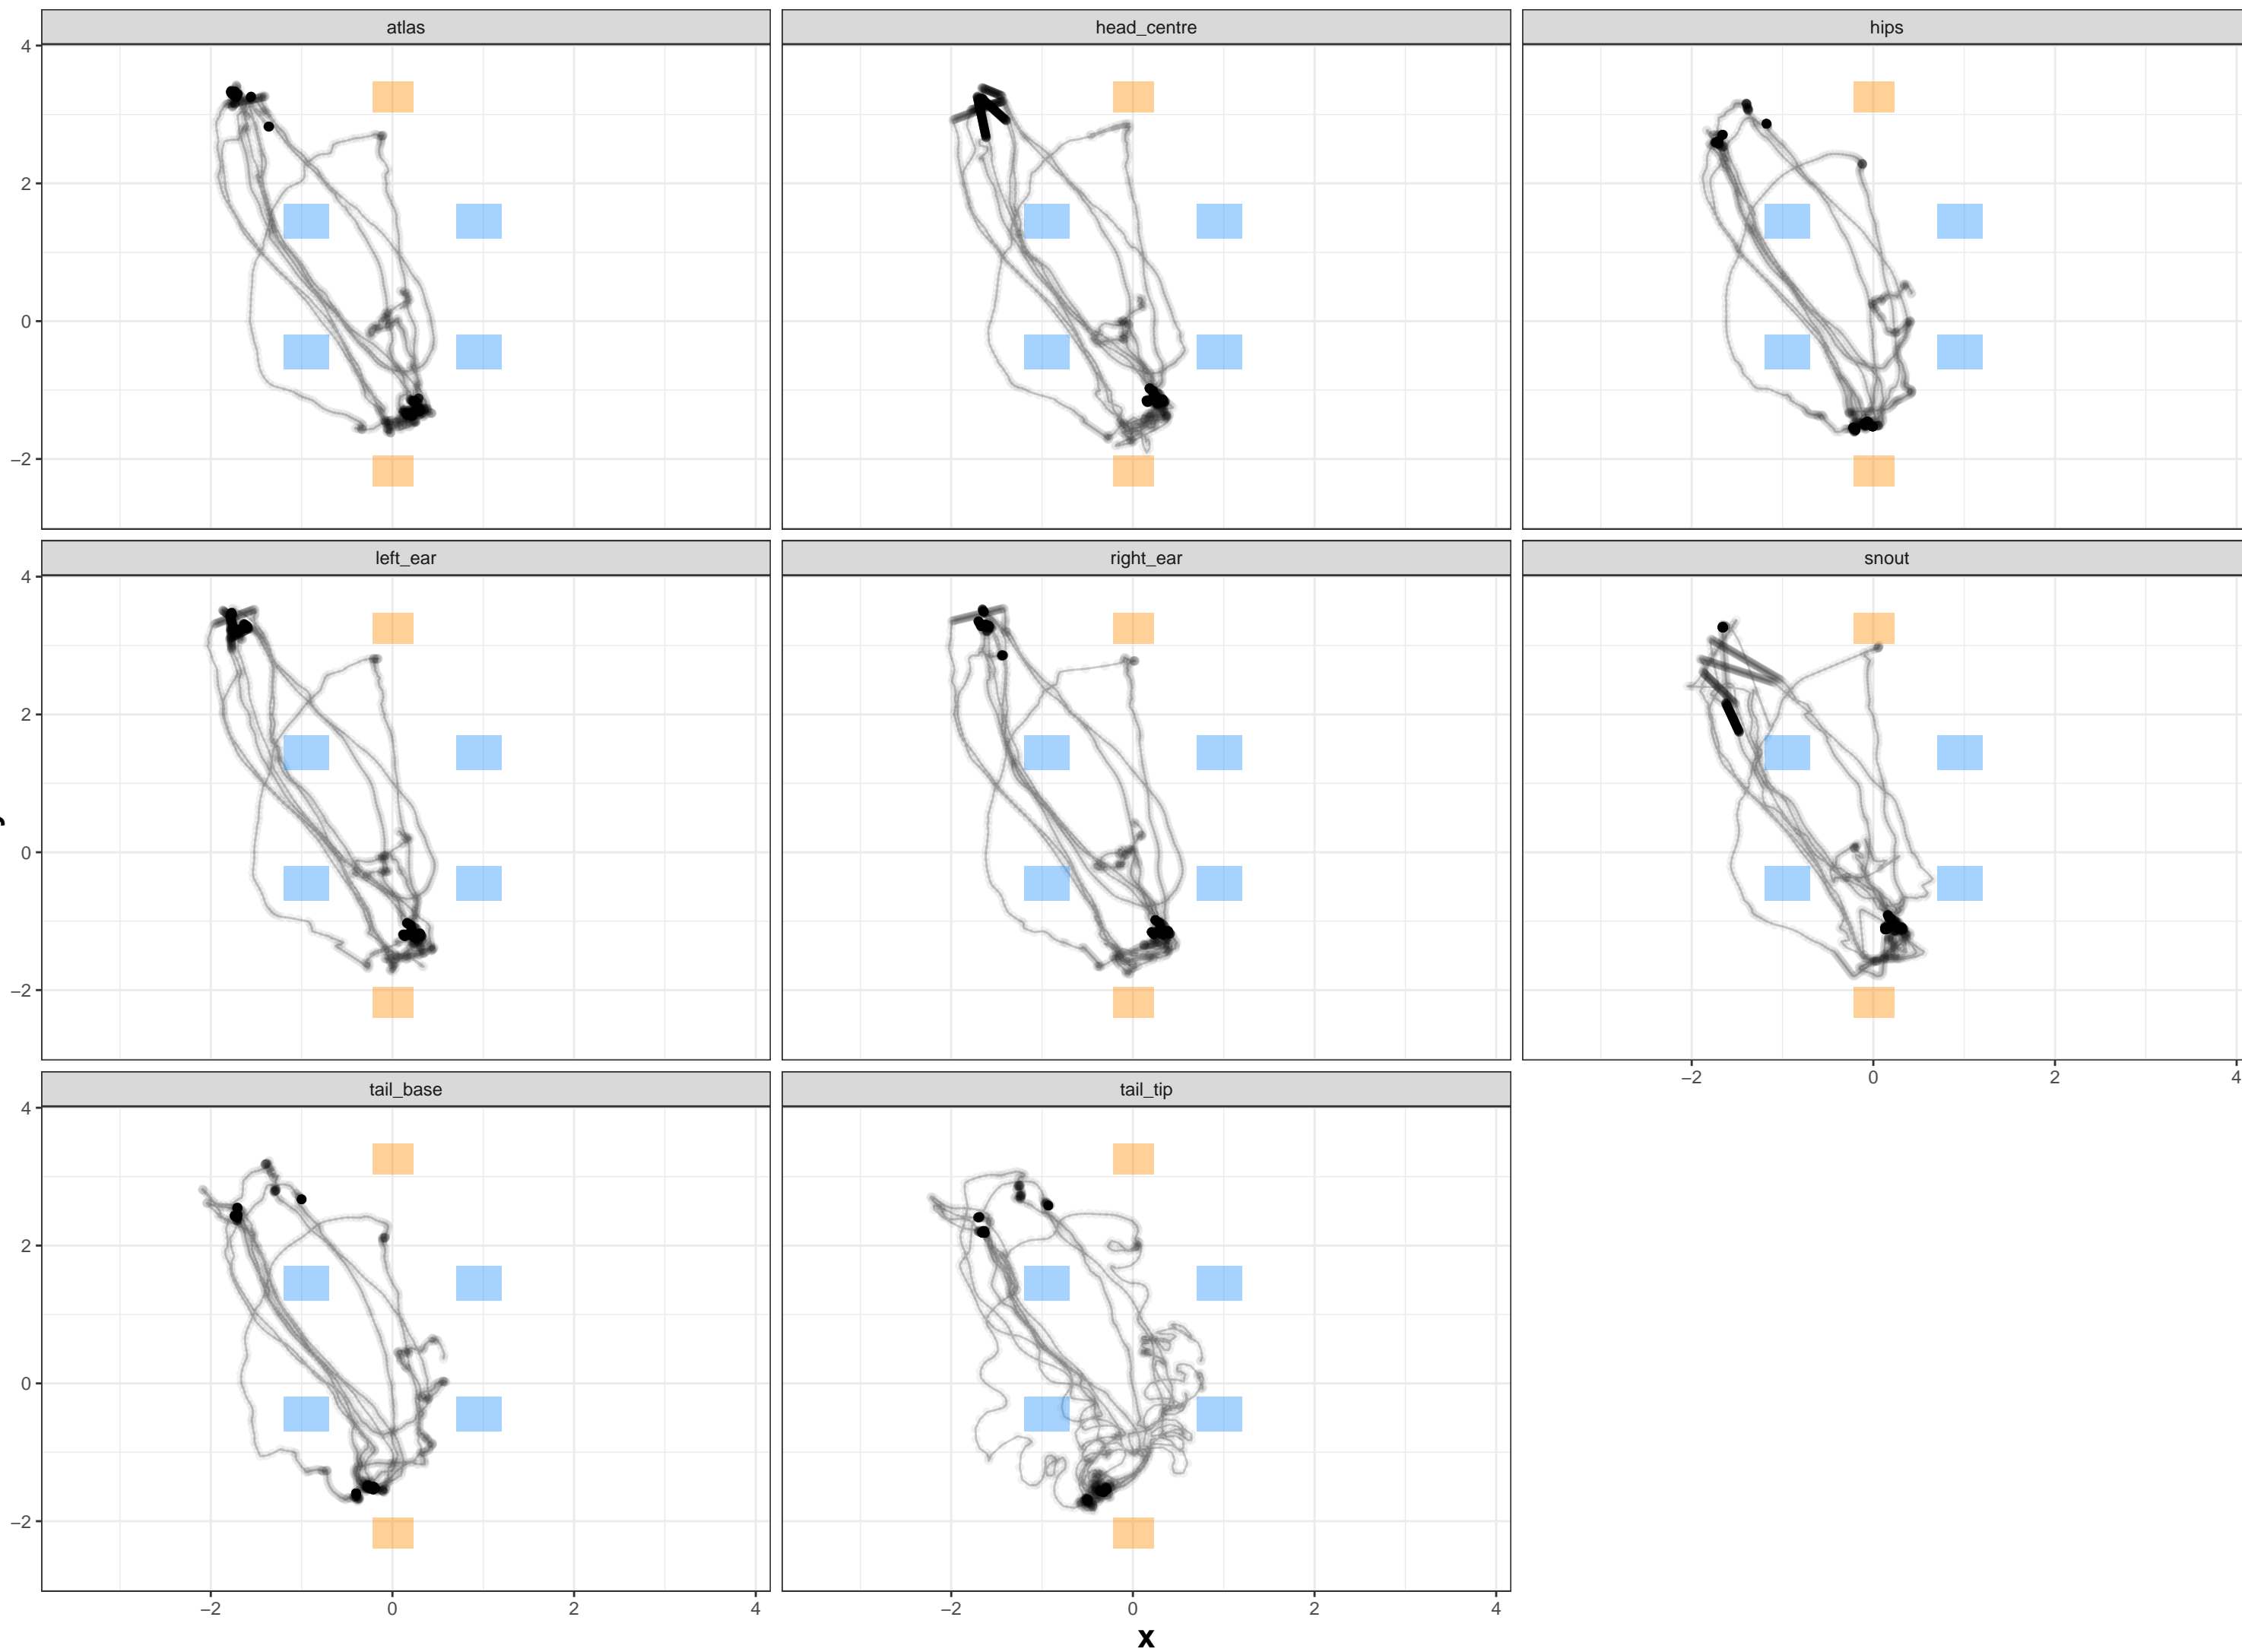 atlas head_centre hips
4
2
0
−2
left_ear right_ear snout
4
2
0
−2
−2 0 2 4
tail_base tail_tip
4
2
0
−2
−2 0 2 4 −2 0 2 4
x